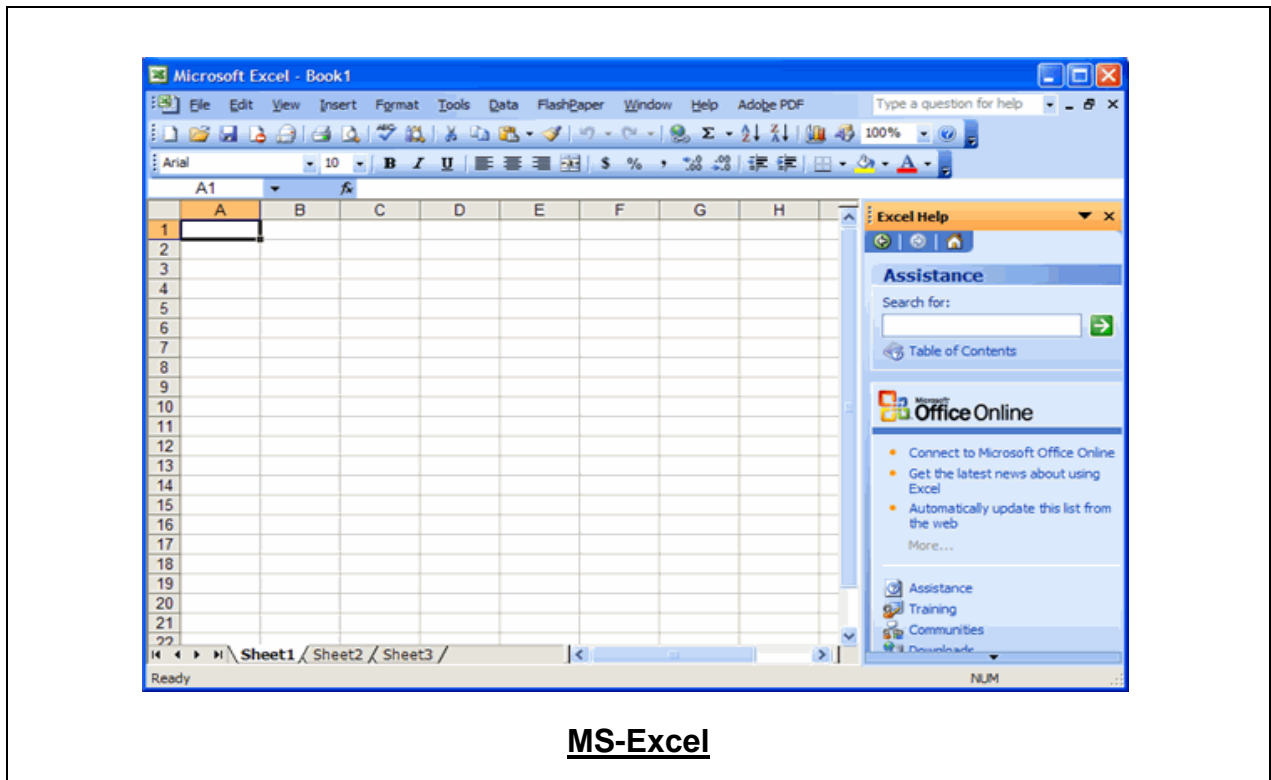 Microsoft Excel - Book1
File Edit View Insert Format Tools Data FlashPaper Window Help Adobe PDF Type a question for help
100%
Arial 10 B I U $ % ,
A1 fx
A B C D E F G H
Excel Help
1
2
3
4
5
6
7
8
9
10
11
12
13
14
15
16
17
18
19
20
21
22
Assistance
Search for:
Table of Contents
Microsoft
Office Online
Connect to Microsoft Office Online
Get the latest news about using
Excel
Automatically update this list from
the web
More...
Assistance
Training
Communities
Downloads
Sheet1 Sheet2 Sheet3
Ready NUM
MS-Excel